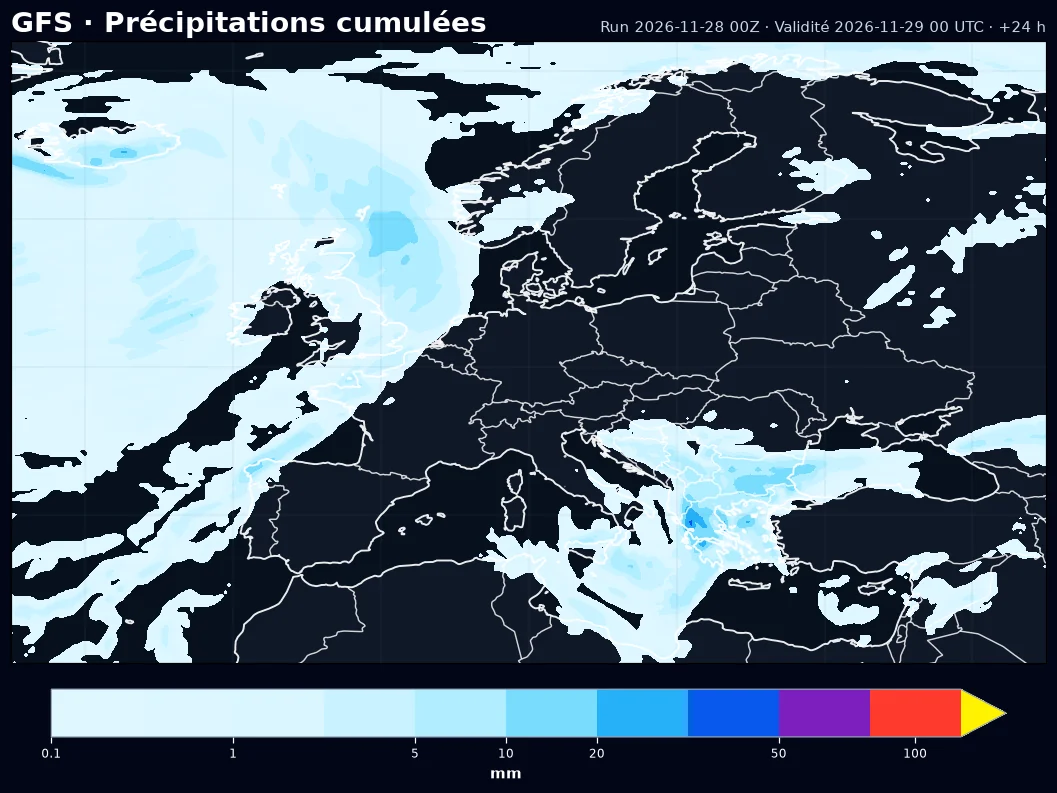 GFS · Précipitations cumulées
Run 2026-11-28 00Z · Validité 2026-11-29 00 UTC · +24 h
0.1 1 5 10 20 50 100
mm